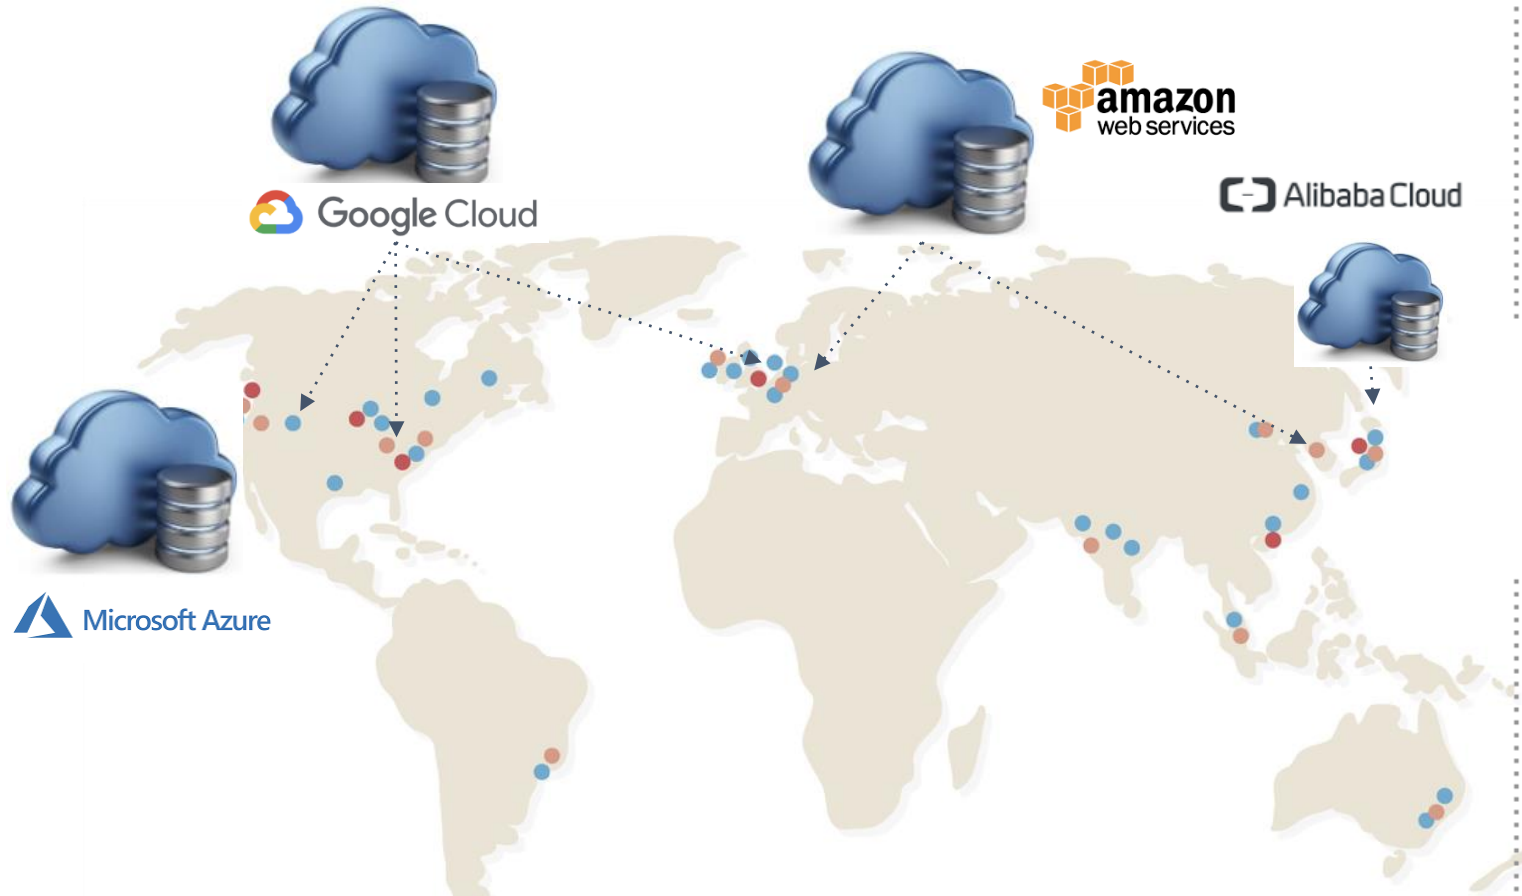 amazon
web services
Alibaba Cloud
Google Cloud
Microsoft Azure